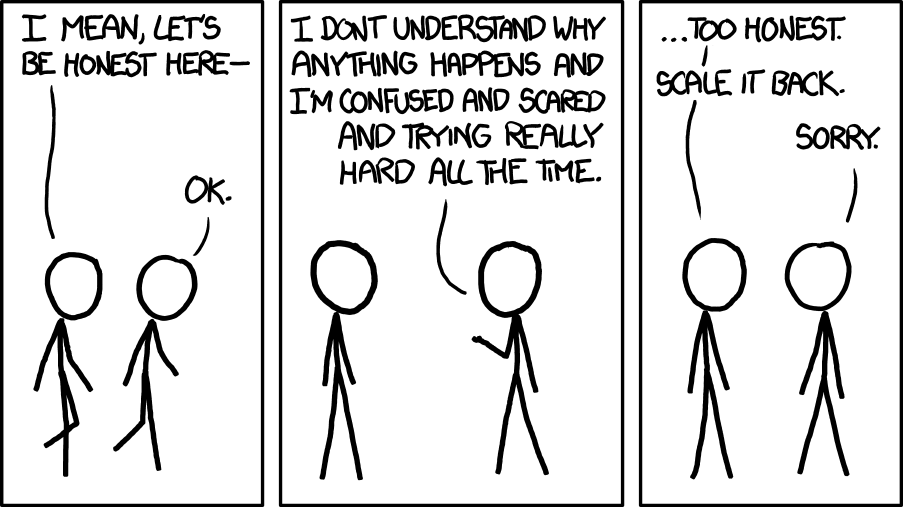 I MEAN, LET'S
BE HONEST HERE—
OK.
I DONT UNDERSTAND WHY
ANYTHING HAPPENS AND
I'M CONFUSED AND SCARED
AND TRYING REALLY
HARD ALL THE TIME.
...TOO HONEST.
SCALE IT BACK.
SORRY.